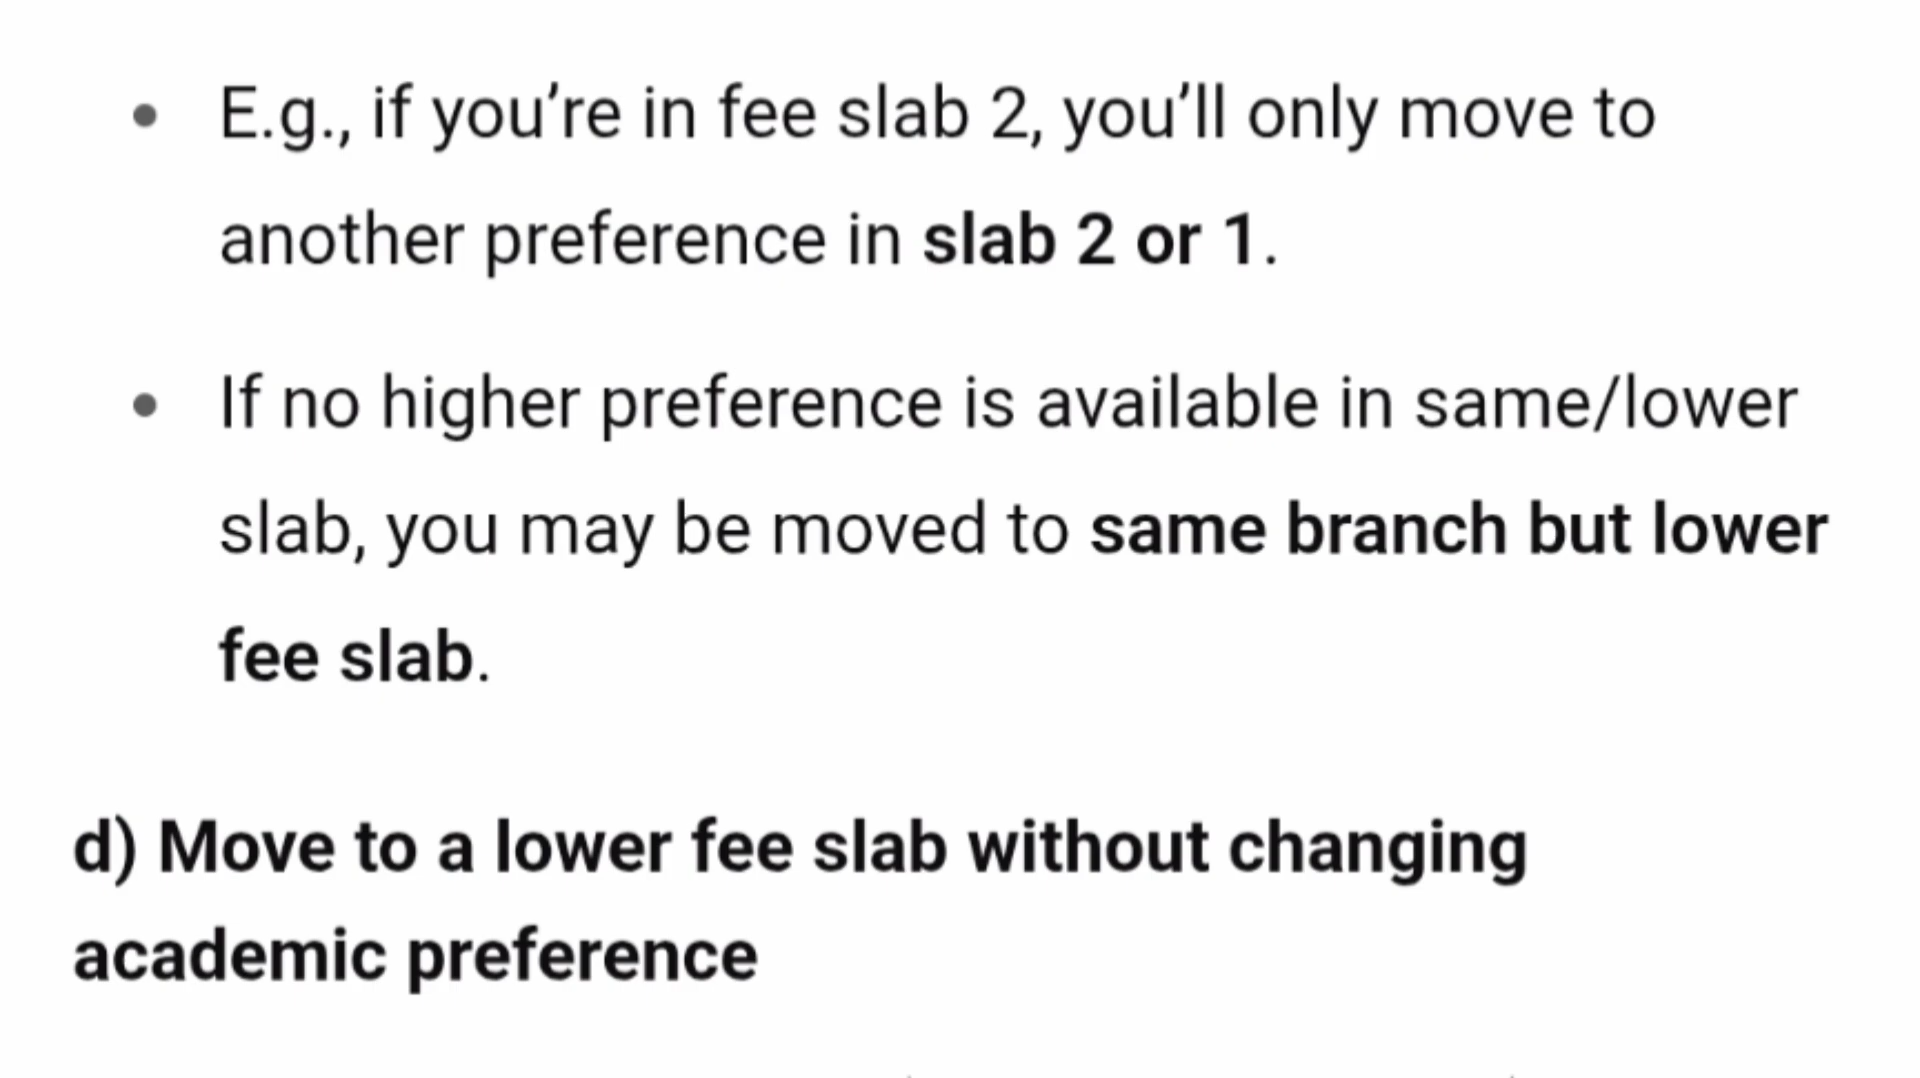 • E.g., if you’re in fee slab 2, you’ll only move to
another preference in slab 2 or 1.
• If no higher preference is available in same/lower
slab, you may be moved to same branch but lower
fee slab.
d) Move to a lower fee slab without changing
academic preference